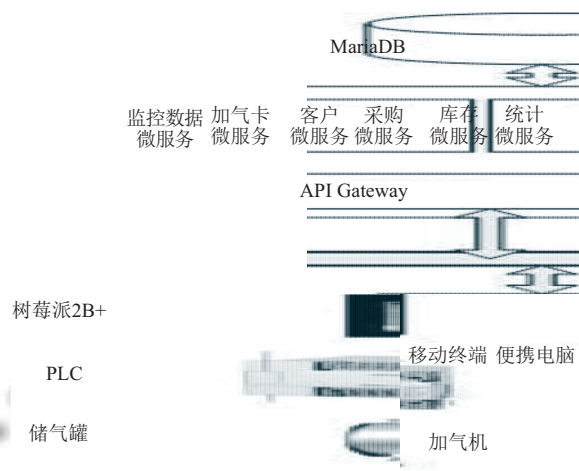 MariaDB
监控数据 加气卡 客户 采购 库存 统计
微服务 微服务 微服务 微服务 微服务 微服务
API Gateway
树莓派2B+
移动终端 便携电脑
PLC
储气罐
加气机